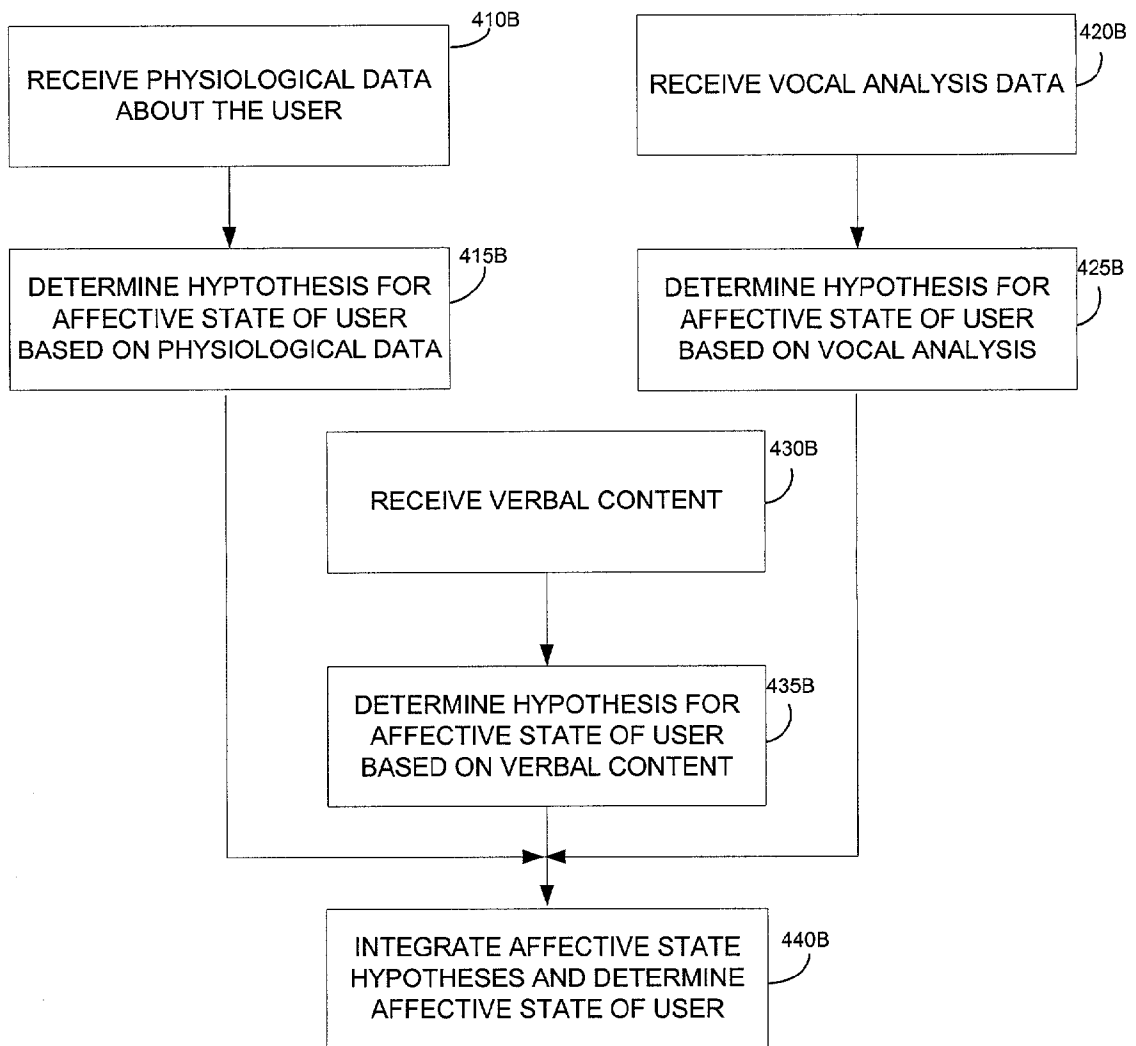 410B
RECEIVE PHYSIOLOGICAL DATA
ABOUT THE USER
420B
RECEIVE VOCAL ANALYSIS DATA
415B
DETERMINE HYPTOTHESIS FOR
AFFECTIVE STATE OF USER
BASED ON PHYSIOLOGICAL DATA
425B
DETERMINE HYPOTHESIS FOR
AFFECTIVE STATE OF USER
BASED ON VOCAL ANALYSIS
430B
RECEIVE VERBAL CONTENT
435B
DETERMINE HYPOTHESIS FOR
AFFECTIVE STATE OF USER
BASED ON VERBAL CONTENT
440B
INTEGRATE AFFECTIVE STATE
HYPOTHESES AND DETERMINE
AFFECTIVE STATE OF USER